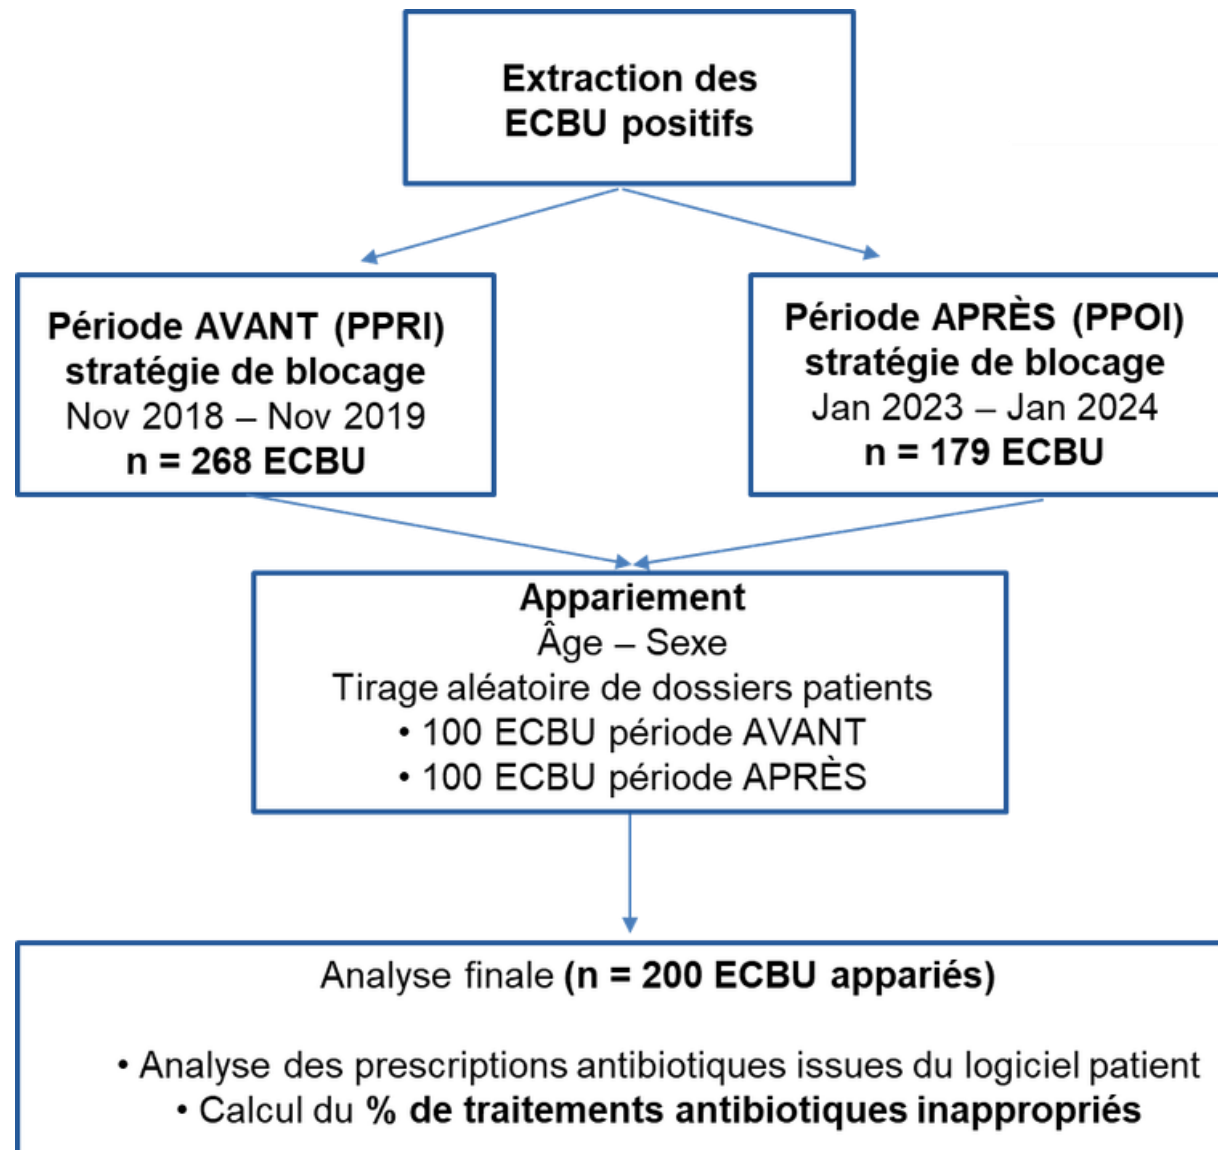 Extraction des
ECBU positifs
Période AVANT (PPRI)
stratégie de blocage
Nov 2018 – Nov 2019
n = 268 ECBU
Période APRÈS (PPOI)
stratégie de blocage
Jan 2023 – Jan 2024
n = 179 ECBU
Appariement
Âge – Sexe
Tirage aléatoire de dossiers patients
• 100 ECBU période AVANT
• 100 ECBU période APRÈS
Analyse finale (n = 200 ECBU appariés)
• Analyse des prescriptions antibiotiques issues du logiciel patient
• Calcul du % de traitements antibiotiques inappropriés